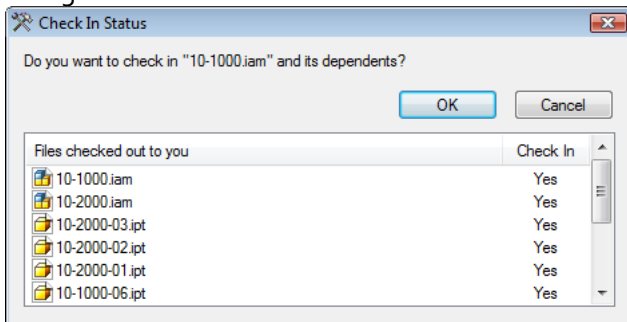 Check In Status
Do you want to check in "10-1000.iam" and its dependents?
OK Cancel
Files checked out to you Check In
10-1000.iam Yes
10-2000.iam Yes
10-2000-03.ipt Yes
10-2000-02.ipt Yes
10-2000-01.ipt Yes
10-1000-06.ipt Yes